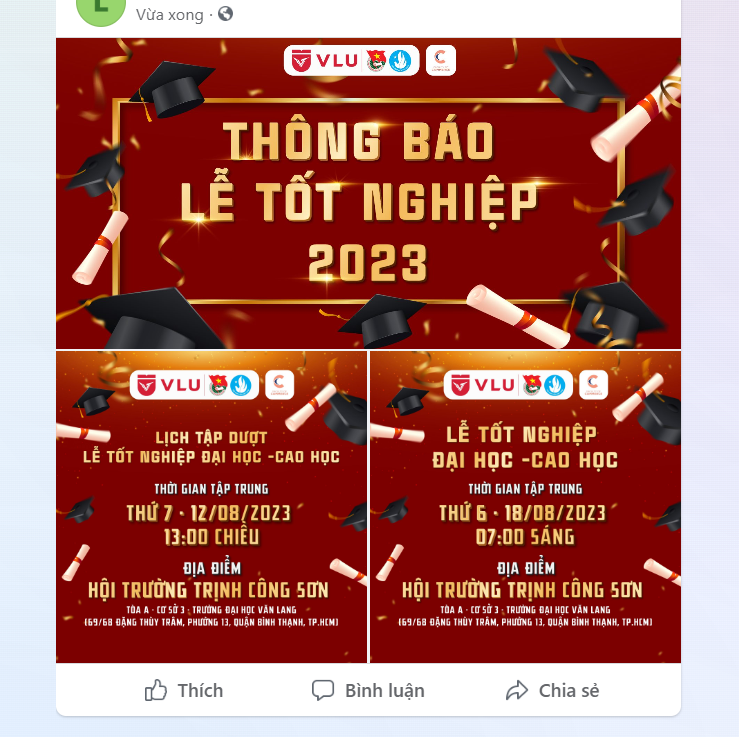 Vừa xong ·
VLU
THÔNG BÁO
LỄ TỐT NGHIỆP
2023
VLU
LỊCH TẬP DƯỢT
LỄ TỐT NGHIỆP ĐẠI HỌC -CAO HỌC
THỜI GIAN TẬP TRUNG
THỨ 7 · 12/08/2023
13:00 CHIỀU
ĐỊA ĐIỂM
HỘI TRƯỜNG TRỊNH CÔNG SƠN
TÒA A - CƠ SỞ 3 - TRƯỜNG ĐẠI HỌC VĂN LANG
(69/68 ĐẶNG THÙY TRÂM, PHƯỜNG 13, QUẬN BÌNH THẠNH, TP.HCM)
VLU
LỄ TỐT NGHIỆP
ĐẠI HỌC -CAO HỌC
THỜI GIAN TẬP TRUNG
THỨ 6 · 18/08/2023
07:00 SÁNG
ĐỊA ĐIỂM
HỘI TRƯỜNG TRỊNH CÔNG SƠN
TÒA A - CƠ SỞ 3 - TRƯỜNG ĐẠI HỌC VĂN LANG
(69/68 ĐẶNG THÙY TRÂM, PHƯỜNG 13, QUẬN BÌNH THẠNH, TP.HCM)
Thích
Bình luận
Chia sẻ